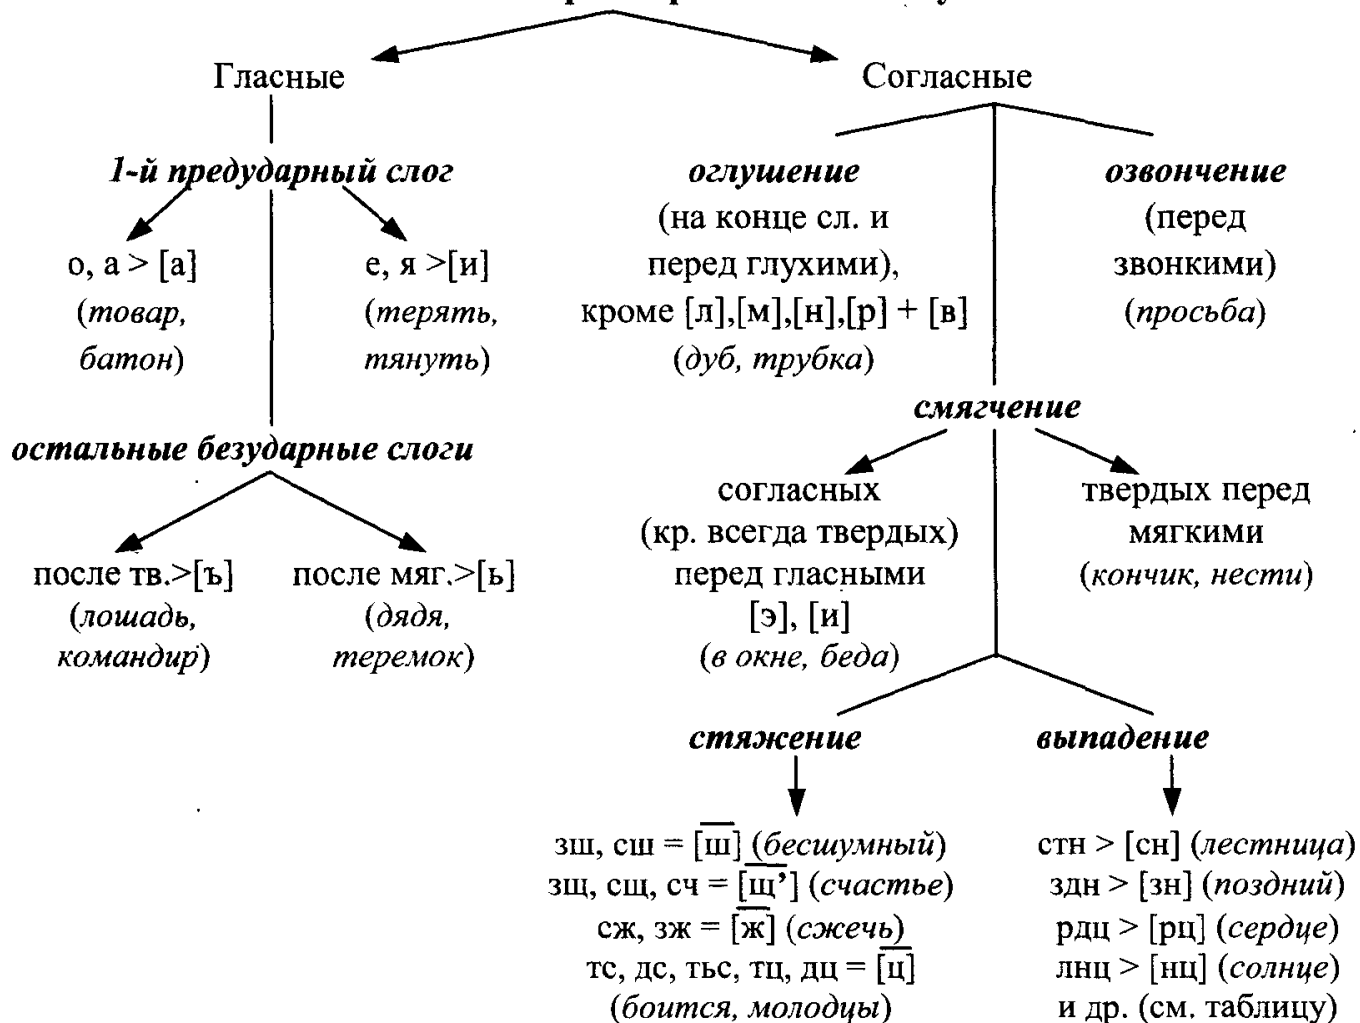 Гласные
Согласные
1-й предударный слог
о, а > [а]
(товар,
батон)
е, я >[и]
(терять,
тянуть)
остальные безударные слоги
после тв.>[ъ]
(лошадь,
командир)
после мяг.>[ь]
(дядя,
теремок)
оглушение
(на конце сл. и
перед глухими),
кроме [л],[м],[н],[р] + [в]
(дуб, трубка)
озвончение
(перед
звонкими)
(просьба)
смягчение
согласных
(кр. всегда твердых)
перед гласными
[э], [и]
(в окне, беда)
твердых перед
мягкими
(кончик, нести)
стяжение
зш, сш = [ш̅] (бесшумный)
зщ, сщ, сч = [щ̅’] (счастье)
сж, зж = [ж̅] (сжечь)
тс, дс, тьс, тц, дц = [ц̅]
(боится, молодцы)
выпадение
стн > [сн] (лестница)
здн > [зн] (поздний)
рдц > [рц] (сердце)
лнц > [нц] (солнце)
и др. (см. таблицу)